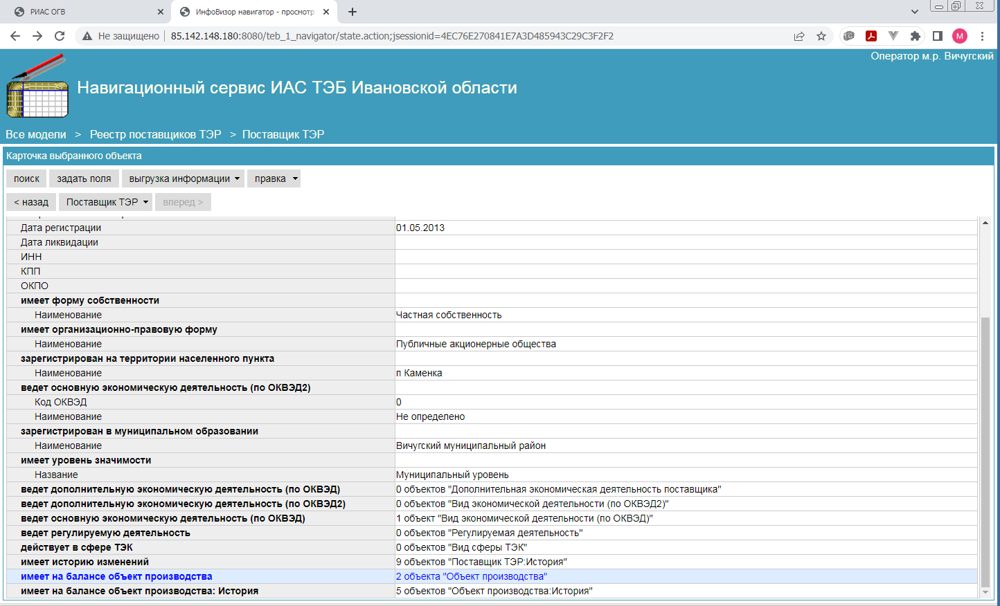 РИАС ОГВ
ИнфоВизор навигатор - просмотр
Не защищено 85.142.148.180:8080/teb_1_navigator/state.action;jsessionid=4EC76E270841E7A3D485943C29C3F2F2
M
Оператор м.р. Вичугский
Навигационный сервис ИАС ТЭБ Ивановской области
Все модели > Реестр поставщиков ТЭР > Поставщик ТЭР
Карточка выбранного объекта
поиск задать поля выгрузка информации правка
< назад Поставщик ТЭР вперед >
Дата регистрации 01.05.2013
Дата ликвидации
ИНН
КПП
ОКПО
имеет форму собственности
Наименование Частная собственность
имеет организационно-правовую форму
Наименование Публичные акционерные общества
зарегистрирован на территории населенного пункта
Наименование п Каменка
ведет основную экономическую деятельность (по ОКВЭД2)
Код ОКВЭД 0
Наименование Не определено
зарегистрирован в муниципальном образовании
Наименование Вичугский муниципальный район
имеет уровень значимости
Название Муниципальный уровень
ведет дополнительную экономическую деятельность (по ОКВЭД) 0 объектов "Дополнительная экономическая деятельность поставщика"
ведет дополнительную экономическую деятельность (по ОКВЭД2) 0 объектов "Вид экономической деятельности (по ОКВЭД2)"
ведет основную экономическую деятельность (по ОКВЭД) 1 объект "Вид экономической деятельности (по ОКВЭД)"
ведет регулируемую деятельность 0 объектов "Регулируемая деятельность"
действует в сфере ТЭК 0 объектов "Вид сферы ТЭК"
имеет историю изменений 9 объектов "Поставщик ТЭР:История"
имеет на балансе объект производства 2 объекта "Объект производства"
имеет на балансе объект производства: История 5 объектов "Объект производства:История"